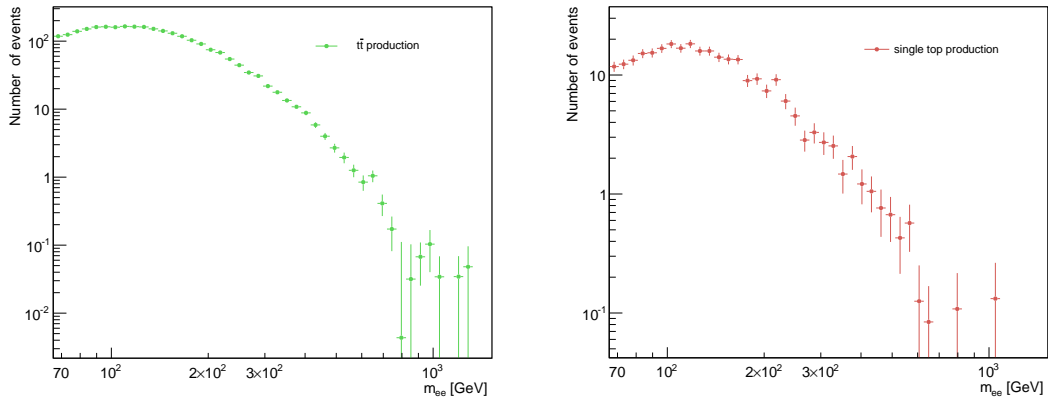 Number of events
10²
10
1
10⁻¹
10⁻²
tt̄ production
70 10² 2×10² 3×10² 10³
m_ee [GeV]
Number of events
10
1
10⁻¹
single top production
70 10² 2×10² 3×10² 10³
m_ee [GeV]